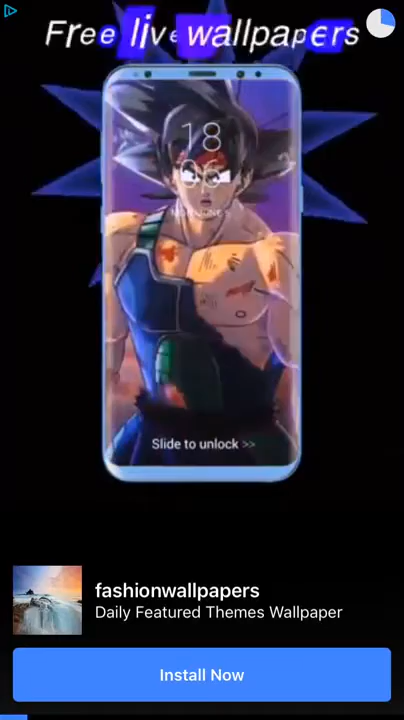 Free live wallpapers
18
06
Slide to unlock >>
fashionwallpapers
Daily Featured Themes Wallpaper
Install Now